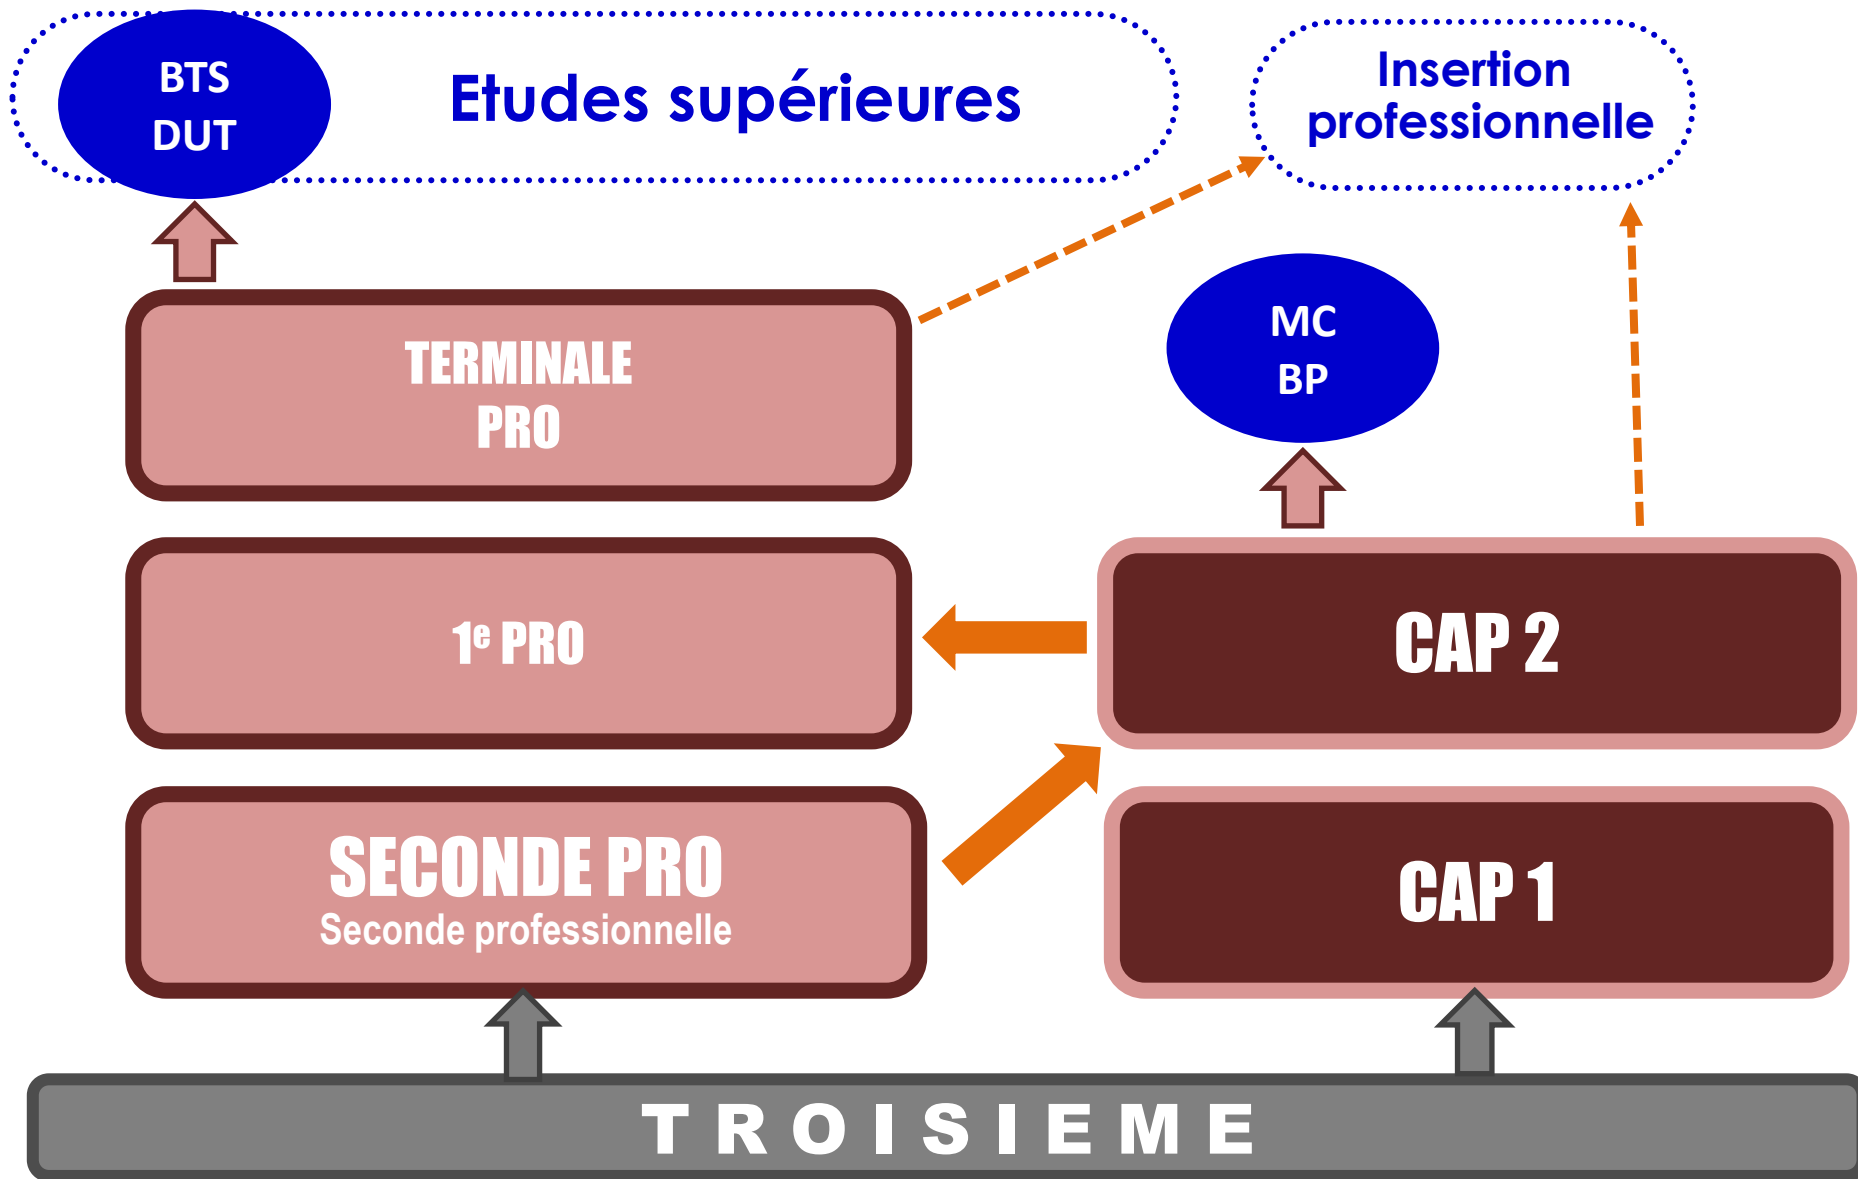 BTS
DUT
Etudes supérieures
Insertion
professionnelle
TERMINALE
PRO
MC
BP
1e PRO
CAP 2
SECONDE PRO
Seconde professionnelle
CAP 1
TROISIEME